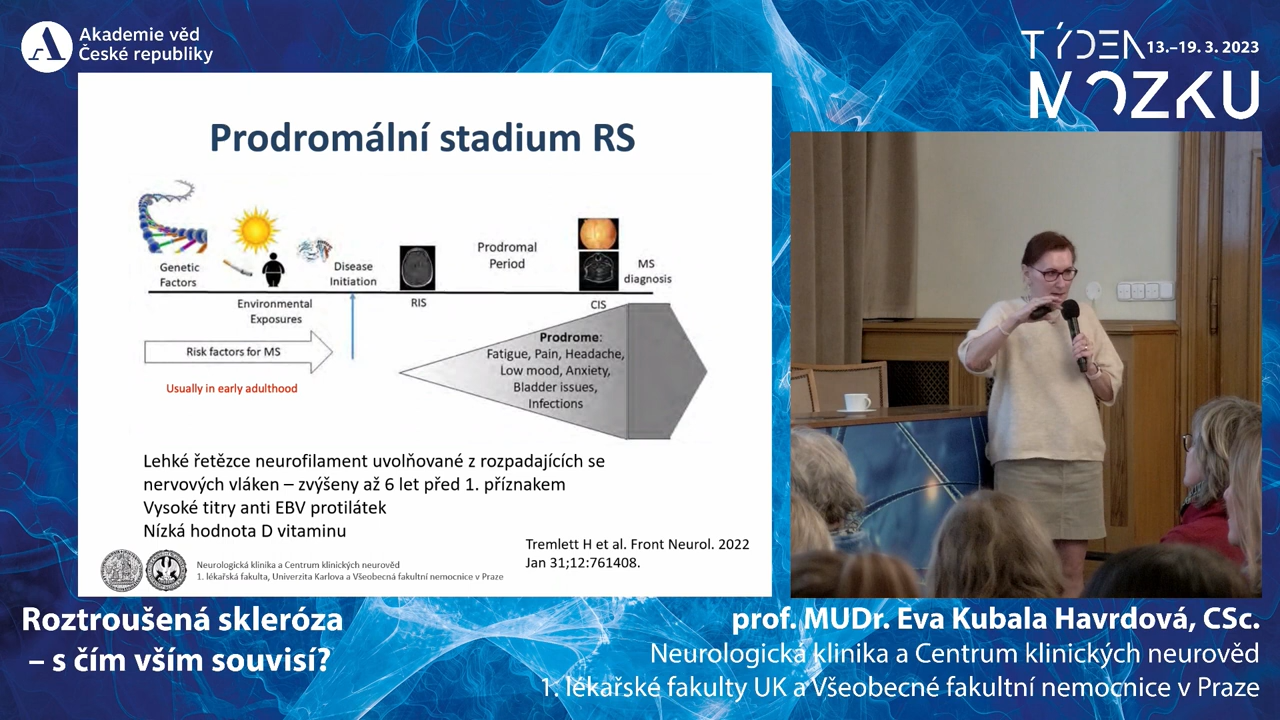 Akademie věd
České republiky
TÝDEN
13.–19. 3. 2023
MOZKU
Prodromální stadium RS
Genetic
Factors
Environmental
Exposures
Disease
Initiation
RIS
Prodromal
Period
CIS
MS
diagnosis
Risk factors for MS
Usually in early adulthood
Prodrome:
Fatigue, Pain, Headache,
Low mood, Anxiety,
Bladder issues,
Infections
Lehké řetězce neurofilament uvolňované z rozpadajících se
nervových vláken – zvýšeny až 6 let před 1. příznakem
Vysoké titry anti EBV protilátek
Nízká hodnota D vitaminu
Tremlett H et al. Front Neurol. 2022
Jan 31;12:761408.
Neurologická klinika a Centrum klinických neurověd
1. lékařská fakulta, Univerzita Karlova a Všeobecná fakultní nemocnice v Praze
Roztroušená skleróza
– s čím vším souvisí?
prof. MUDr. Eva Kubala Havrdová, CSc.
Neurologická klinika a Centrum klinických neurověd
1. lékařské fakulty UK a Všeobecné fakultní nemocnice v Praze